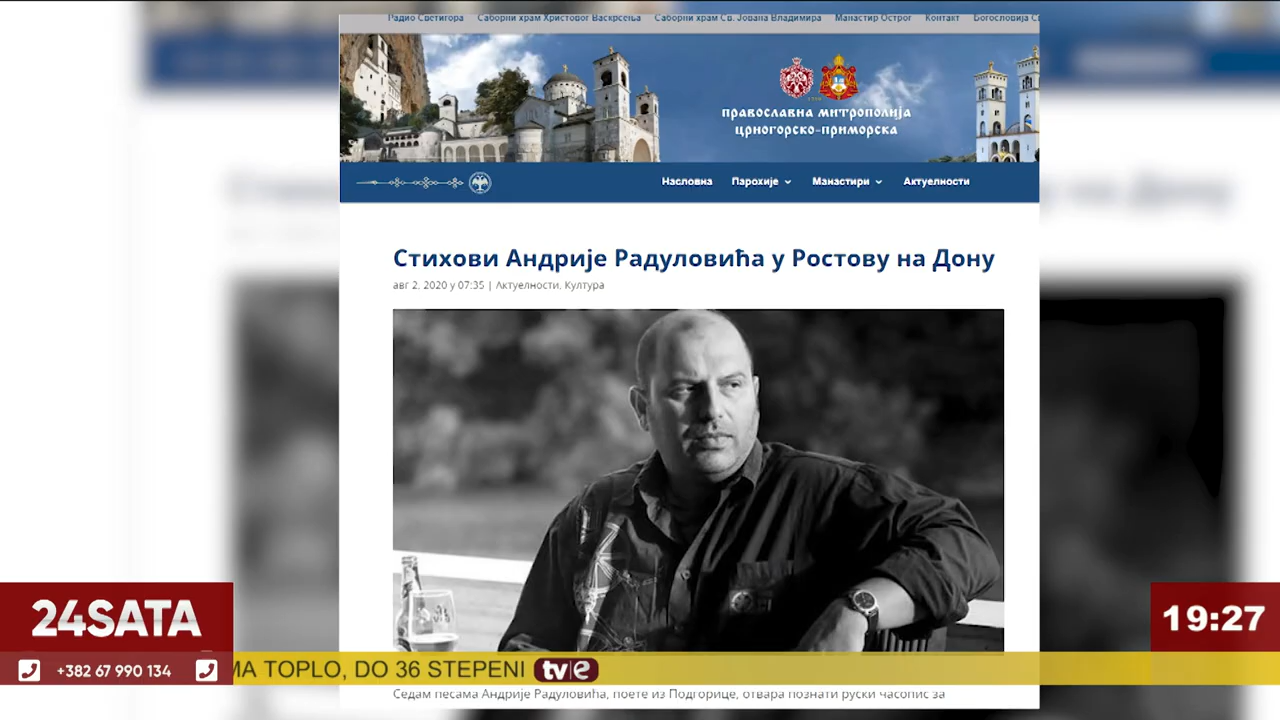 Радио Светигора Саборни храм Христовог Васкрсења Саборни храм Св. Јована Владимира Манастир Острог Контакт Богословија
православна митрополија
црногорско-приморска
Насловна Парохије Манастири Актуелности
Стихови Андрије Радуловића у Ростову на Дону
авг 2, 2020 у 07:35 | Актуелности, Култура
24SATA
19:27
+382 67 990 134
MA TOPLO, DO 36 STEPENI tve
Седам песама Андрије Радуловића, поете из Подгорице, отвара познати руски часопис за